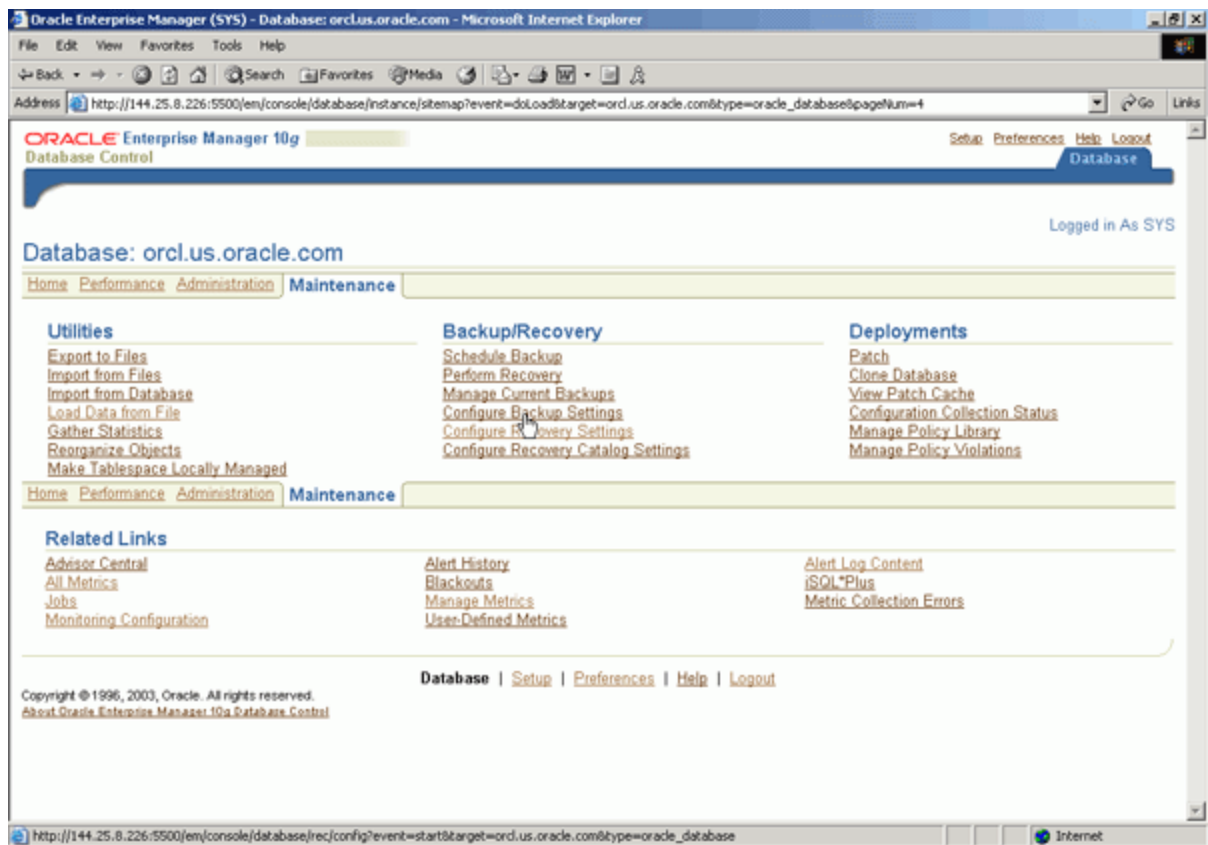 Oracle Enterprise Manager (SYS) - Database: orcl.us.oracle.com - Microsoft Internet Explorer
File Edit View Favorites Tools Help
Back Search Favorites Media
Address http://144.25.8.226:5500/em/console/database/instance/sitemap?event=doLoad&target=orcl.us.oracle.com&type=oracle_database&pageNum=4 Go Links
ORACLE Enterprise Manager 10g
Database Control
Setup Preferences Help Logout
Database
Logged in As SYS
Database: orcl.us.oracle.com
Home Performance Administration Maintenance
Utilities
Export to Files
Import from Files
Import from Database
Load Data from File
Gather Statistics
Reorganize Objects
Make Tablespace Locally Managed
Backup/Recovery
Schedule Backup
Perform Recovery
Manage Current Backups
Configure Backup Settings
Configure Recovery Settings
Configure Recovery Catalog Settings
Deployments
Patch
Clone Database
View Patch Cache
Configuration Collection Status
Manage Policy Library
Manage Policy Violations
Home Performance Administration Maintenance
Related Links
Advisor Central
All Metrics
Jobs
Monitoring Configuration
Alert History
Blackouts
Manage Metrics
User-Defined Metrics
Alert Log Content
iSQL*Plus
Metric Collection Errors
Database | Setup | Preferences | Help | Logout
Copyright © 1996, 2003, Oracle. All rights reserved.
About Oracle Enterprise Manager 10g Database Control
http://144.25.8.226:5500/em/console/database/rec/config?event=start&target=orcl.us.oracle.com&type=oracle_database Internet